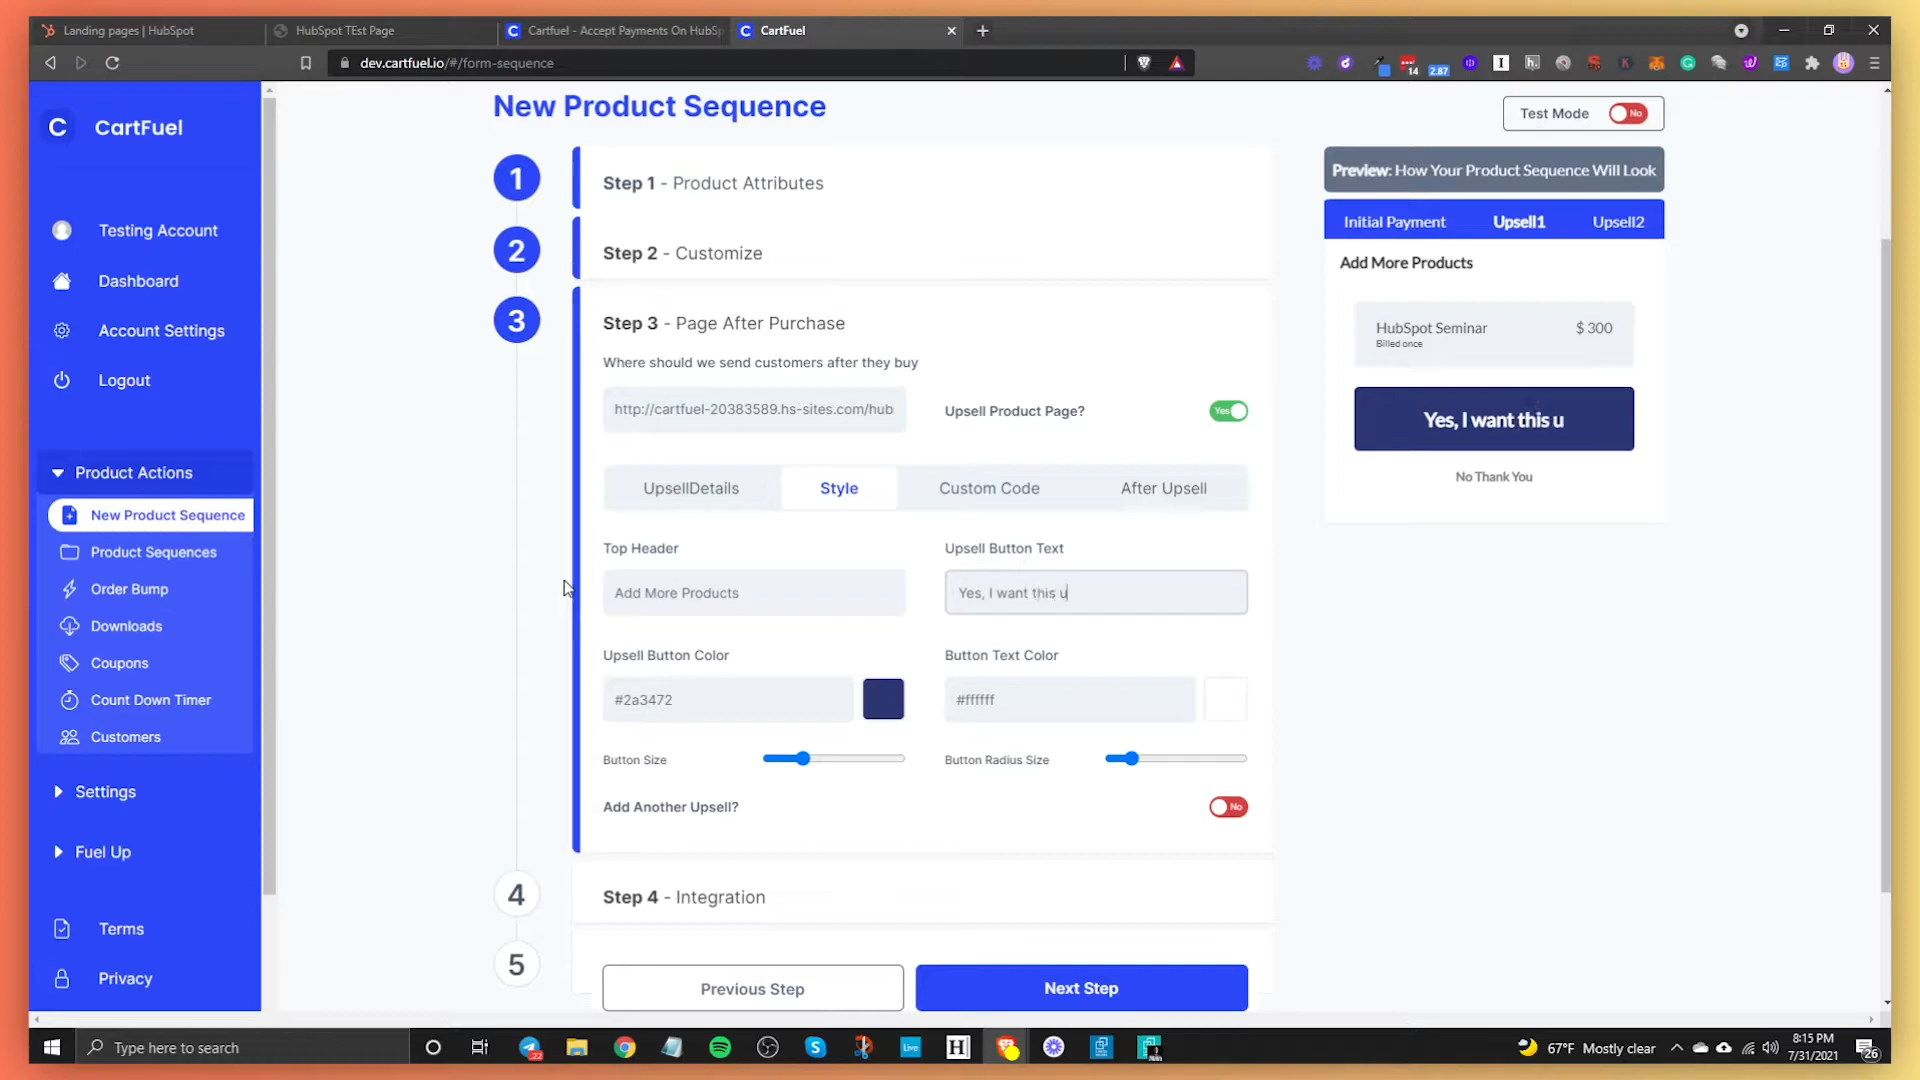 Landing pages | HubSpot
HubSpot TEst Page
Cartfuel - Accept Payments On HubSp
CartFuel
dev.cartfuel.io/#/form-sequence
14
2.87
C CartFuel
Testing Account
Dashboard
Account Settings
Logout
Product Actions
New Product Sequence
Product Sequences
Order Bump
Downloads
Coupons
Count Down Timer
Customers
Settings
Fuel Up
Terms
Privacy
New Product Sequence
1
Step 1 - Product Attributes
2
Step 2 - Customize
3
Step 3 - Page After Purchase
Where should we send customers after they buy
http://cartfuel-20383589.hs-sites.com/hub
Upsell Product Page?
Yes
UpsellDetails
Style
Custom Code
After Upsell
Top Header
Upsell Button Text
Add More Products
Yes, I want this u
Upsell Button Color
Button Text Color
#2a3472
#ffffff
Button Size
Button Radius Size
Add Another Upsell?
No
4
Step 4 - Integration
5
Previous Step
Next Step
Test Mode
No
Preview: How Your Product Sequence Will Look
Initial Payment
Upsell1
Upsell2
Add More Products
HubSpot Seminar
$ 300
Billed once
Yes, I want this u
No Thank You
Type here to search
22
Live
H
67°F Mostly clear
8:15 PM
7/31/2021
26